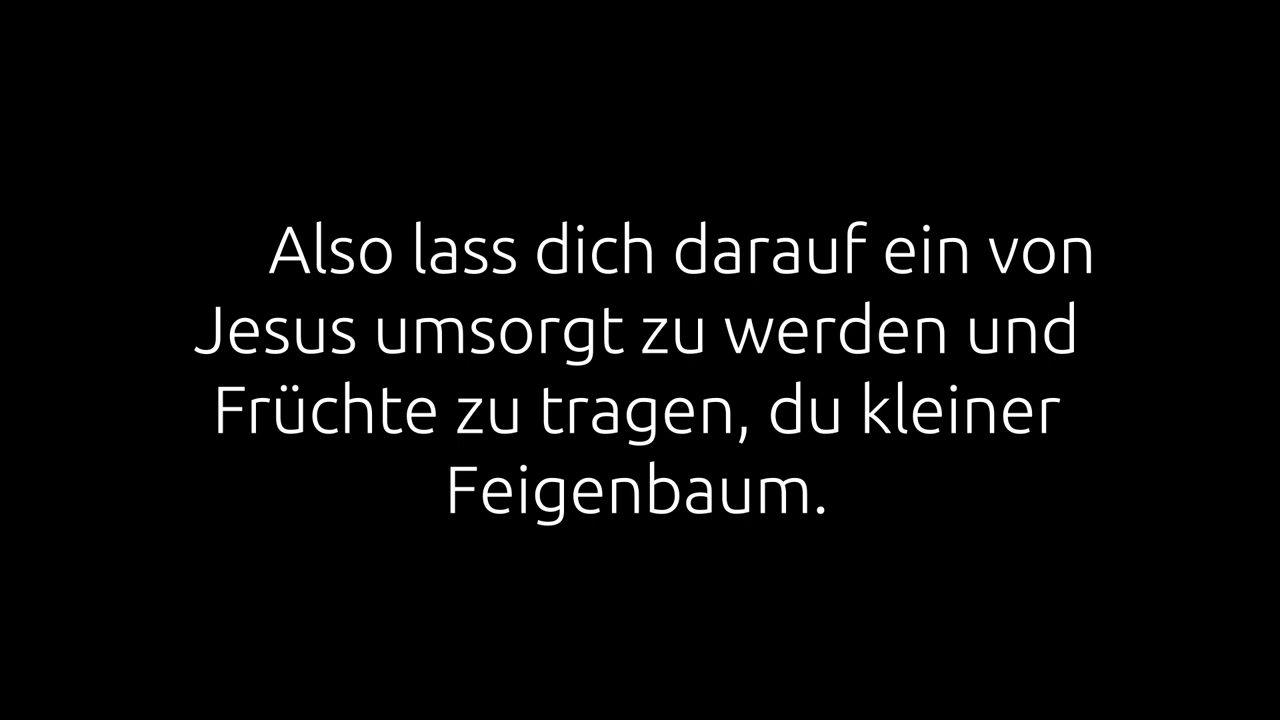 Also lass dich darauf ein von
Jesus umsorgt zu werden und
Früchte zu tragen, du kleiner
Feigenbaum.